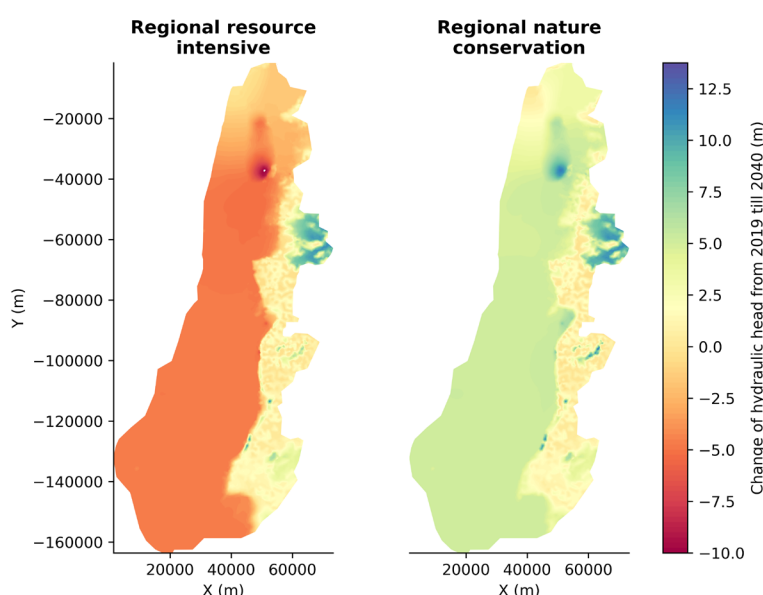 Regional resource
intensive
Regional nature
conservation
−20000
−40000
−60000
−80000
−100000
−120000
−140000
−160000
Y (m)
20000 40000 60000
X (m)
20000 40000 60000
X (m)
12.5
10.0
7.5
5.0
2.5
0.0
−2.5
−5.0
−7.5
−10.0
Change of hydraulic head from 2019 till 2040 (m)